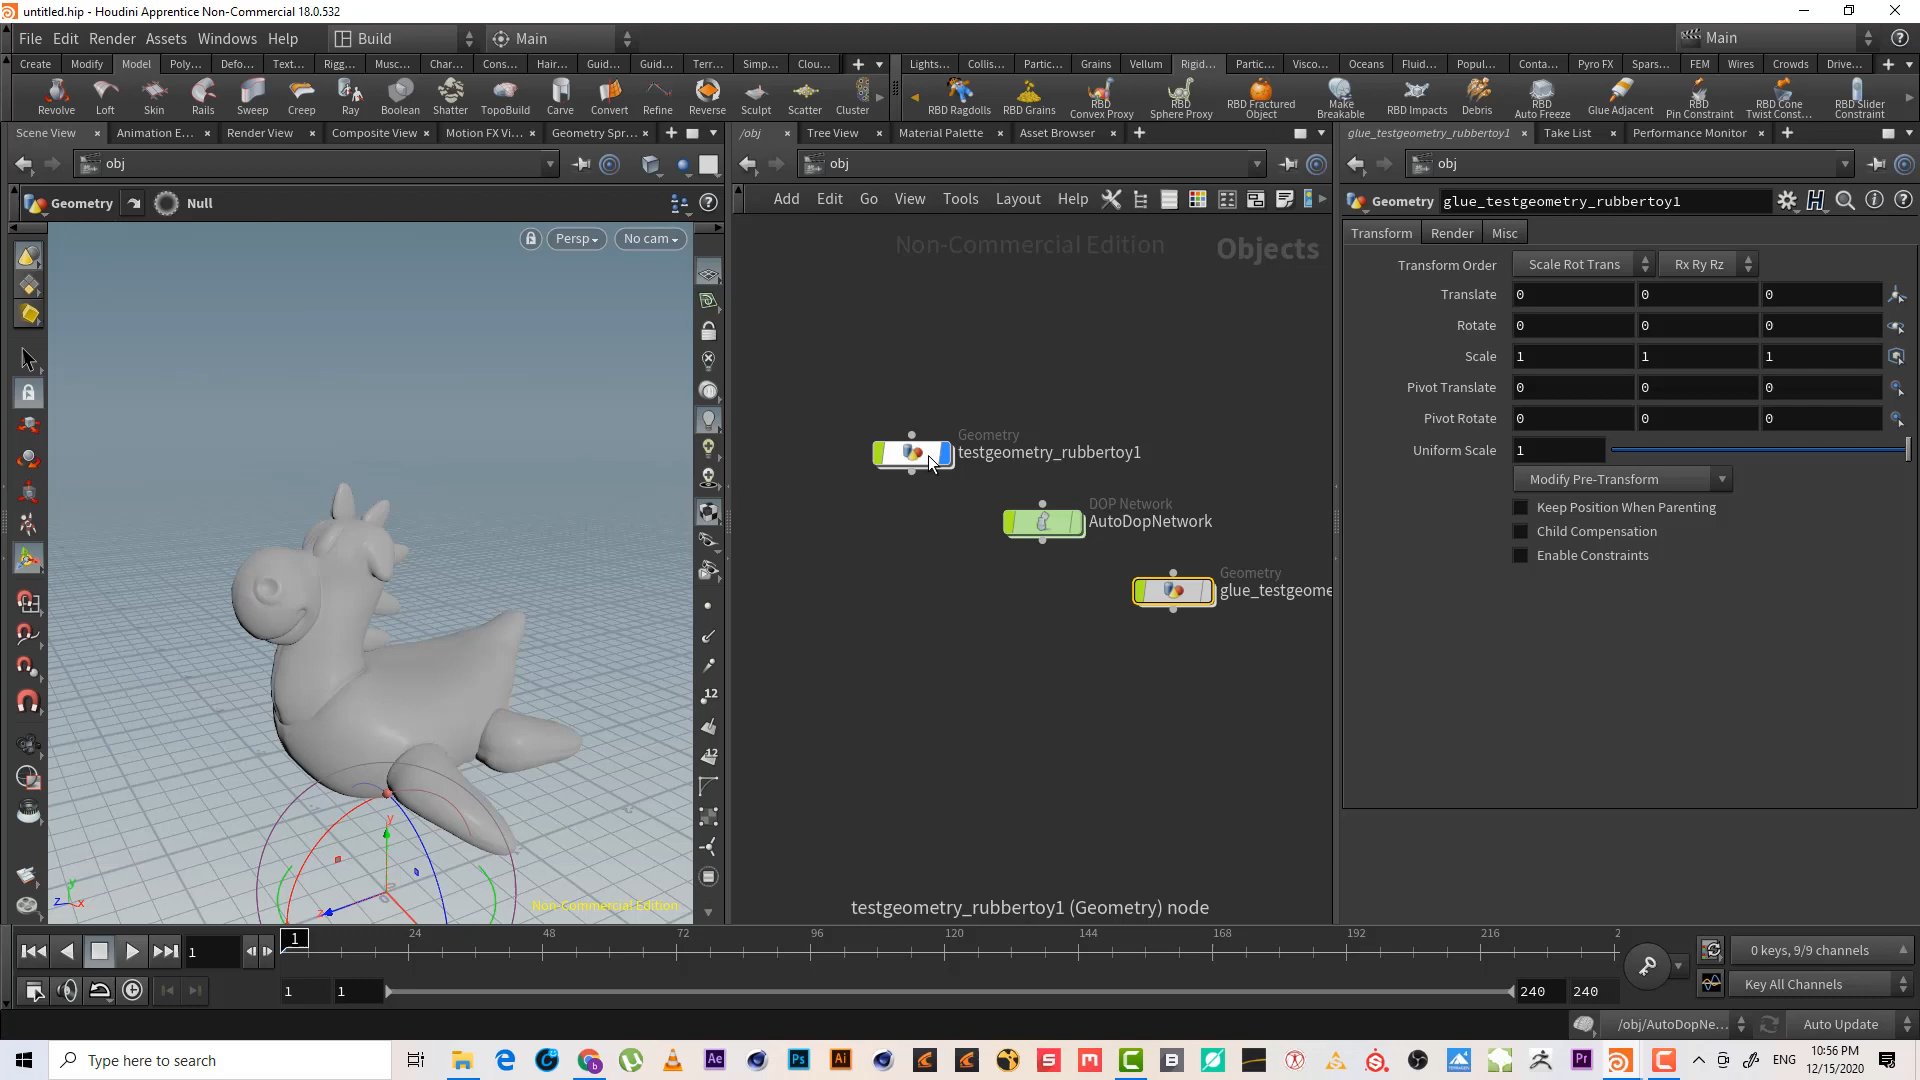 untitled.hip - Houdini Apprentice Non-Commercial 18.0.532
File Edit Render Assets Windows Help Build Main Main
Create Modify Model Poly... Defo... Text... Rigg... Musc... Char... Cons... Hair... Guid... Guid... Terr... Simp... Clou... Lights... Collis... Partic... Grains Vellum Rigid... Partic... Visco... Oceans Fluid... Popul... Conta... Pyro FX Spars... FEM Wires Crowds Drive...
Revolve Loft Skin Rails Sweep Creep Ray Boolean Shatter TopoBuild Carve Convert Refine Reverse Sculpt Scatter Cluster RBD Ragdolls RBD Grains RBD Convex Proxy RBD Sphere Proxy RBD Fractured Object Make Breakable RBD Impacts Debris RBD Auto Freeze Glue Adjacent RBD Pin Constraint RBD Cone Twist Const... RBD Slider Constraint
Scene View Animation E... Render View Composite View Motion FX Vi... Geometry Spr... /obj Tree View Material Palette Asset Browser glue_testgeometry_rubbertoy1 Take List Performance Monitor
obj obj obj
Geometry Null Add Edit Go View Tools Layout Help Geometry glue_testgeometry_rubbertoy1
Persp No cam
Non-Commercial Edition Objects
Transform Render Misc
Transform Order Scale Rot Trans Rx Ry Rz
Translate 0 0 0
Rotate 0 0 0
Scale 1 1 1
Pivot Translate 0 0 0
Pivot Rotate 0 0 0
Uniform Scale 1
Modify Pre-Transform
Keep Position When Parenting
Child Compensation
Enable Constraints
Geometry
testgeometry_rubbertoy1
DOP Network
AutoDopNetwork
Geometry
glue_testgeome
12
12
y
z
z x
y
Non-Commercial Edition
testgeometry_rubbertoy1 (Geometry) node
1 1 24 48 72 96 120 144 168 192 216 2
0 keys, 9/9 channels
1 1 240 240 Key All Channels
/obj/AutoDopNe... Auto Update
Type here to search Ae Ps Ai S M C B Pr C ENG 10:56 PM
12/15/2020